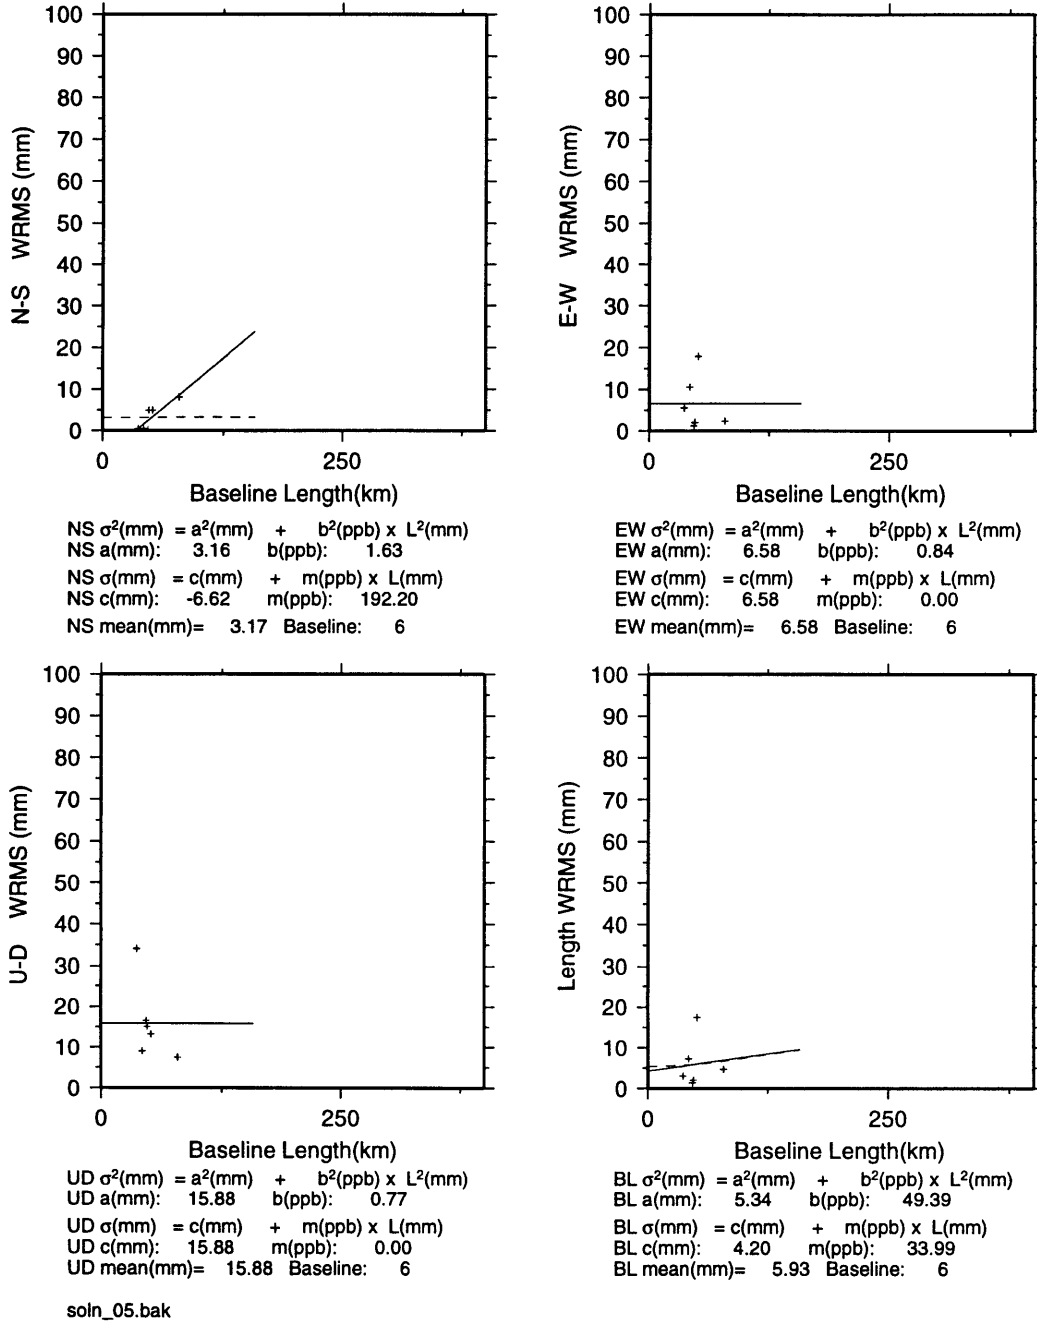 N-S WRMS (mm)
100
90
80
70
60
50
40
30
20
10
0
0 250
Baseline Length(km)
NS σ²(mm) = a²(mm) + b²(ppb) x L²(mm)
NS a(mm): 3.16 b(ppb): 1.63
NS σ(mm) = c(mm) + m(ppb) x L(mm)
NS c(mm): -6.62 m(ppb): 192.20
NS mean(mm)= 3.17 Baseline: 6
E-W WRMS (mm)
100
90
80
70
60
50
40
30
20
10
0
0 250
Baseline Length(km)
EW σ²(mm) = a²(mm) + b²(ppb) x L²(mm)
EW a(mm): 6.58 b(ppb): 0.84
EW σ(mm) = c(mm) + m(ppb) x L(mm)
EW c(mm): 6.58 m(ppb): 0.00
EW mean(mm)= 6.58 Baseline: 6
U-D WRMS (mm)
100
90
80
70
60
50
40
30
20
10
0
0 250
Baseline Length(km)
UD σ²(mm) = a²(mm) + b²(ppb) x L²(mm)
UD a(mm): 15.88 b(ppb): 0.77
UD σ(mm) = c(mm) + m(ppb) x L(mm)
UD c(mm): 15.88 m(ppb): 0.00
UD mean(mm)= 15.88 Baseline: 6
Length WRMS (mm)
100
90
80
70
60
50
40
30
20
10
0
0 250
Baseline Length(km)
BL σ²(mm) = a²(mm) + b²(ppb) x L²(mm)
BL a(mm): 5.34 b(ppb): 49.39
BL σ(mm) = c(mm) + m(ppb) x L(mm)
BL c(mm): 4.20 m(ppb): 33.99
BL mean(mm)= 5.93 Baseline: 6
soln_05.bak